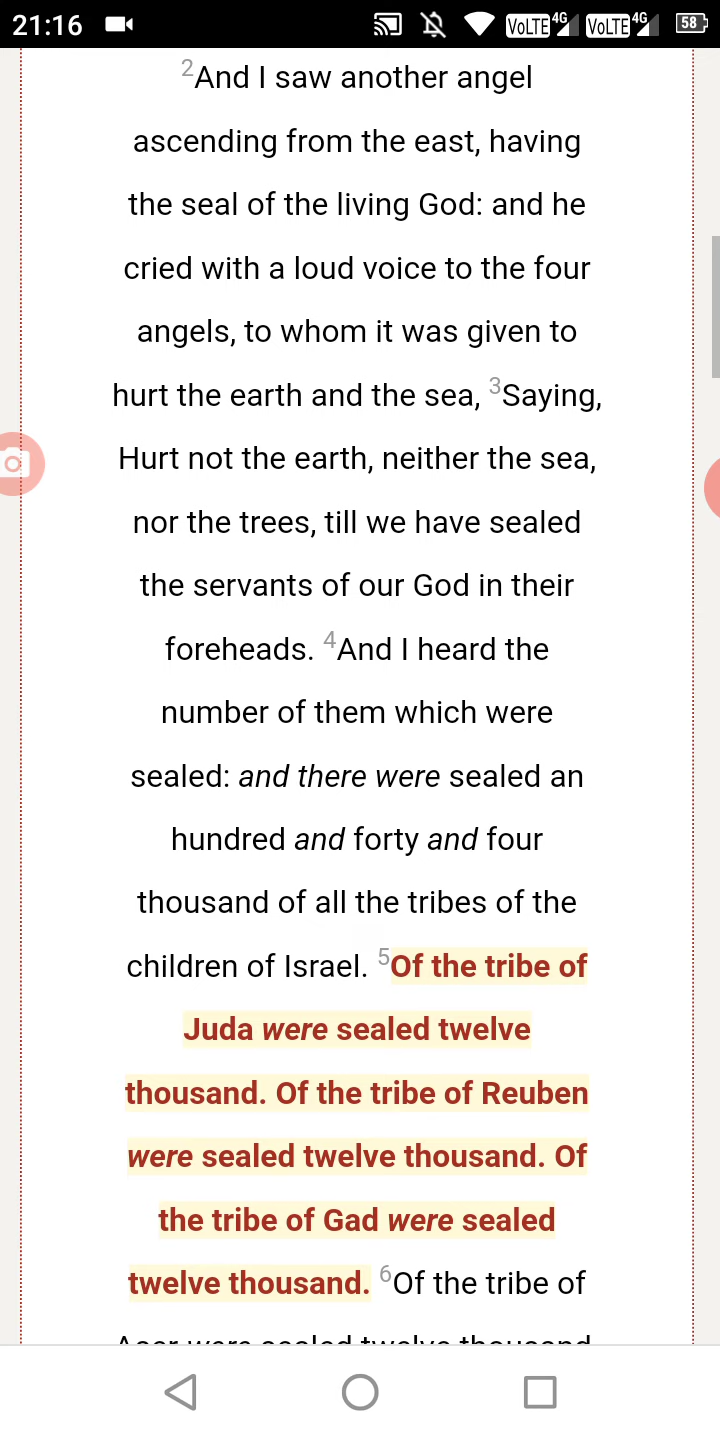 21:16 VoLTE 4G VoLTE 4G 58
2And I saw another angel
ascending from the east, having
the seal of the living God: and he
cried with a loud voice to the four
angels, to whom it was given to
hurt the earth and the sea, 3Saying,
Hurt not the earth, neither the sea,
nor the trees, till we have sealed
the servants of our God in their
foreheads. 4And I heard the
number of them which were
sealed: and there were sealed an
hundred and forty and four
thousand of all the tribes of the
children of Israel. 5Of the tribe of
Juda were sealed twelve
thousand. Of the tribe of Reuben
were sealed twelve thousand. Of
the tribe of Gad were sealed
twelve thousand. 6Of the tribe of
Aser were sealed twelve thousand